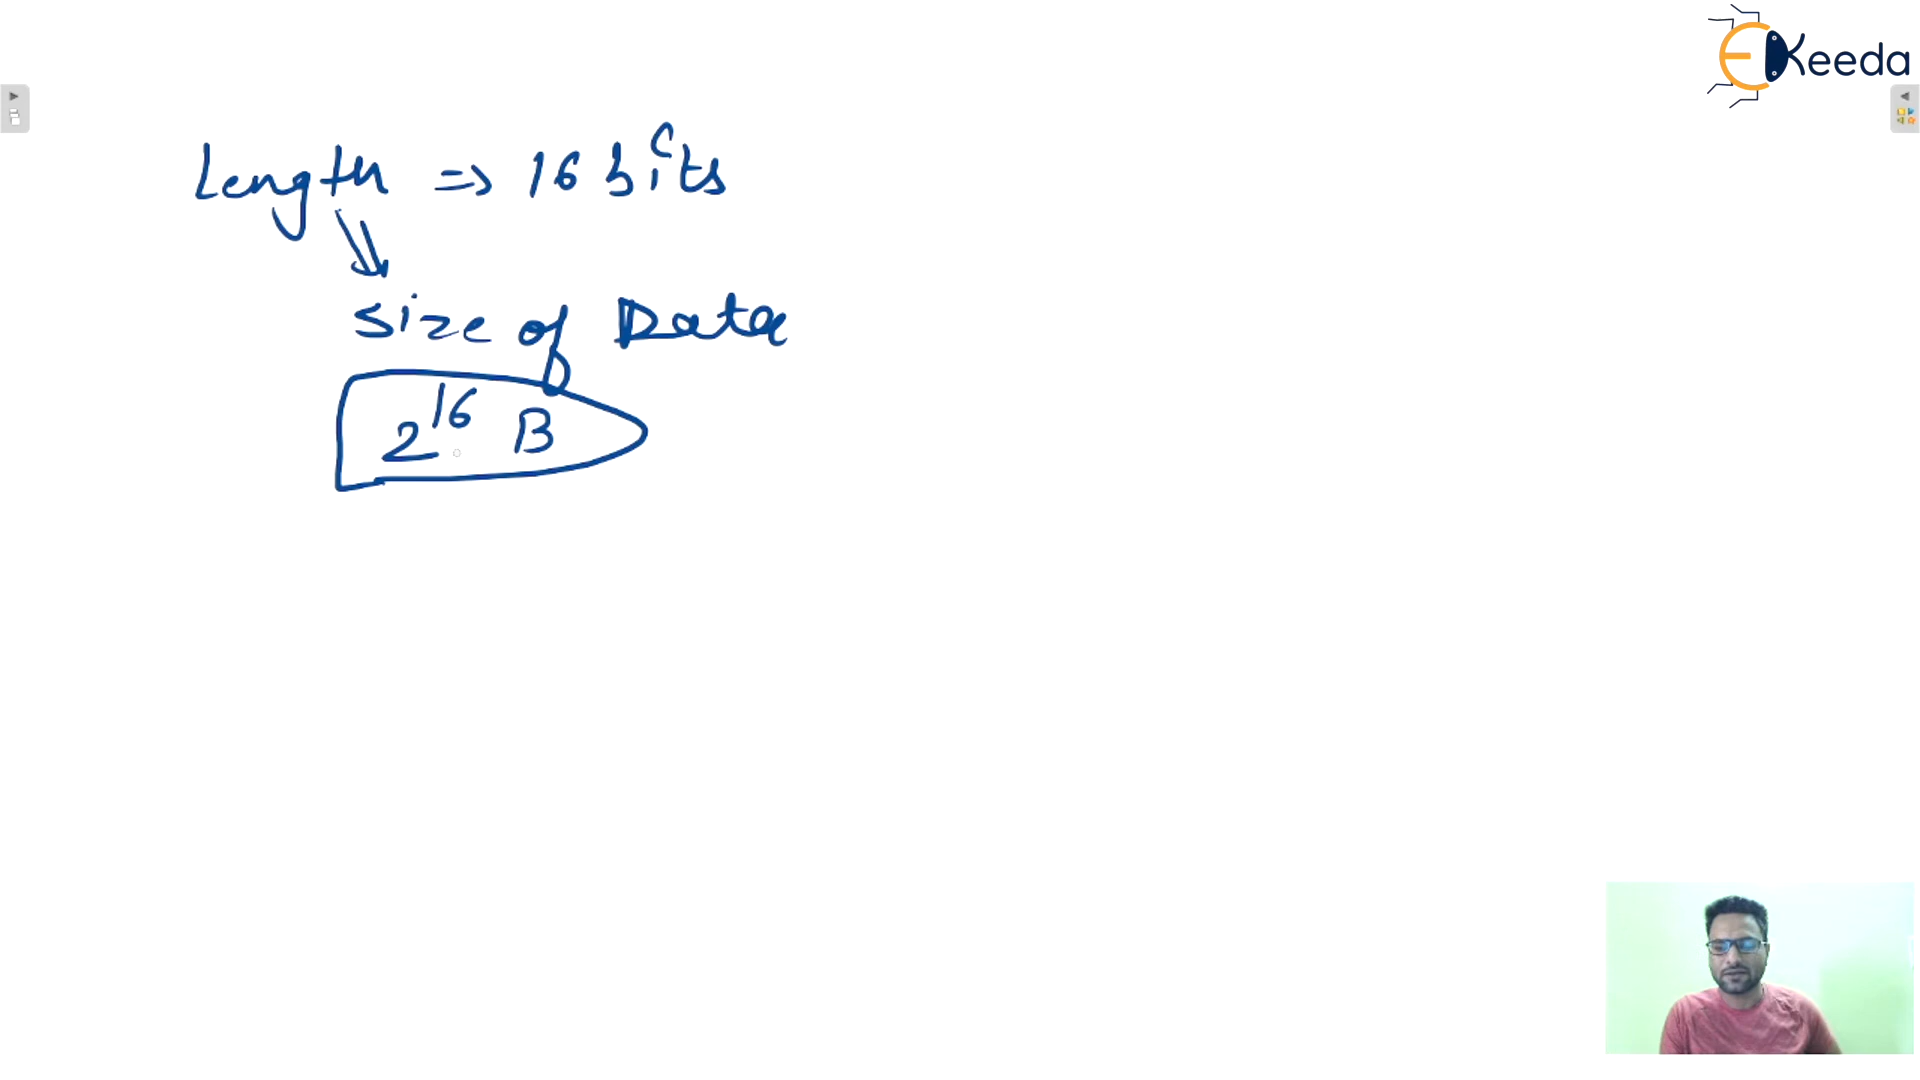 EKeeda
Length => 16 bits
Size of Data
2^16 B